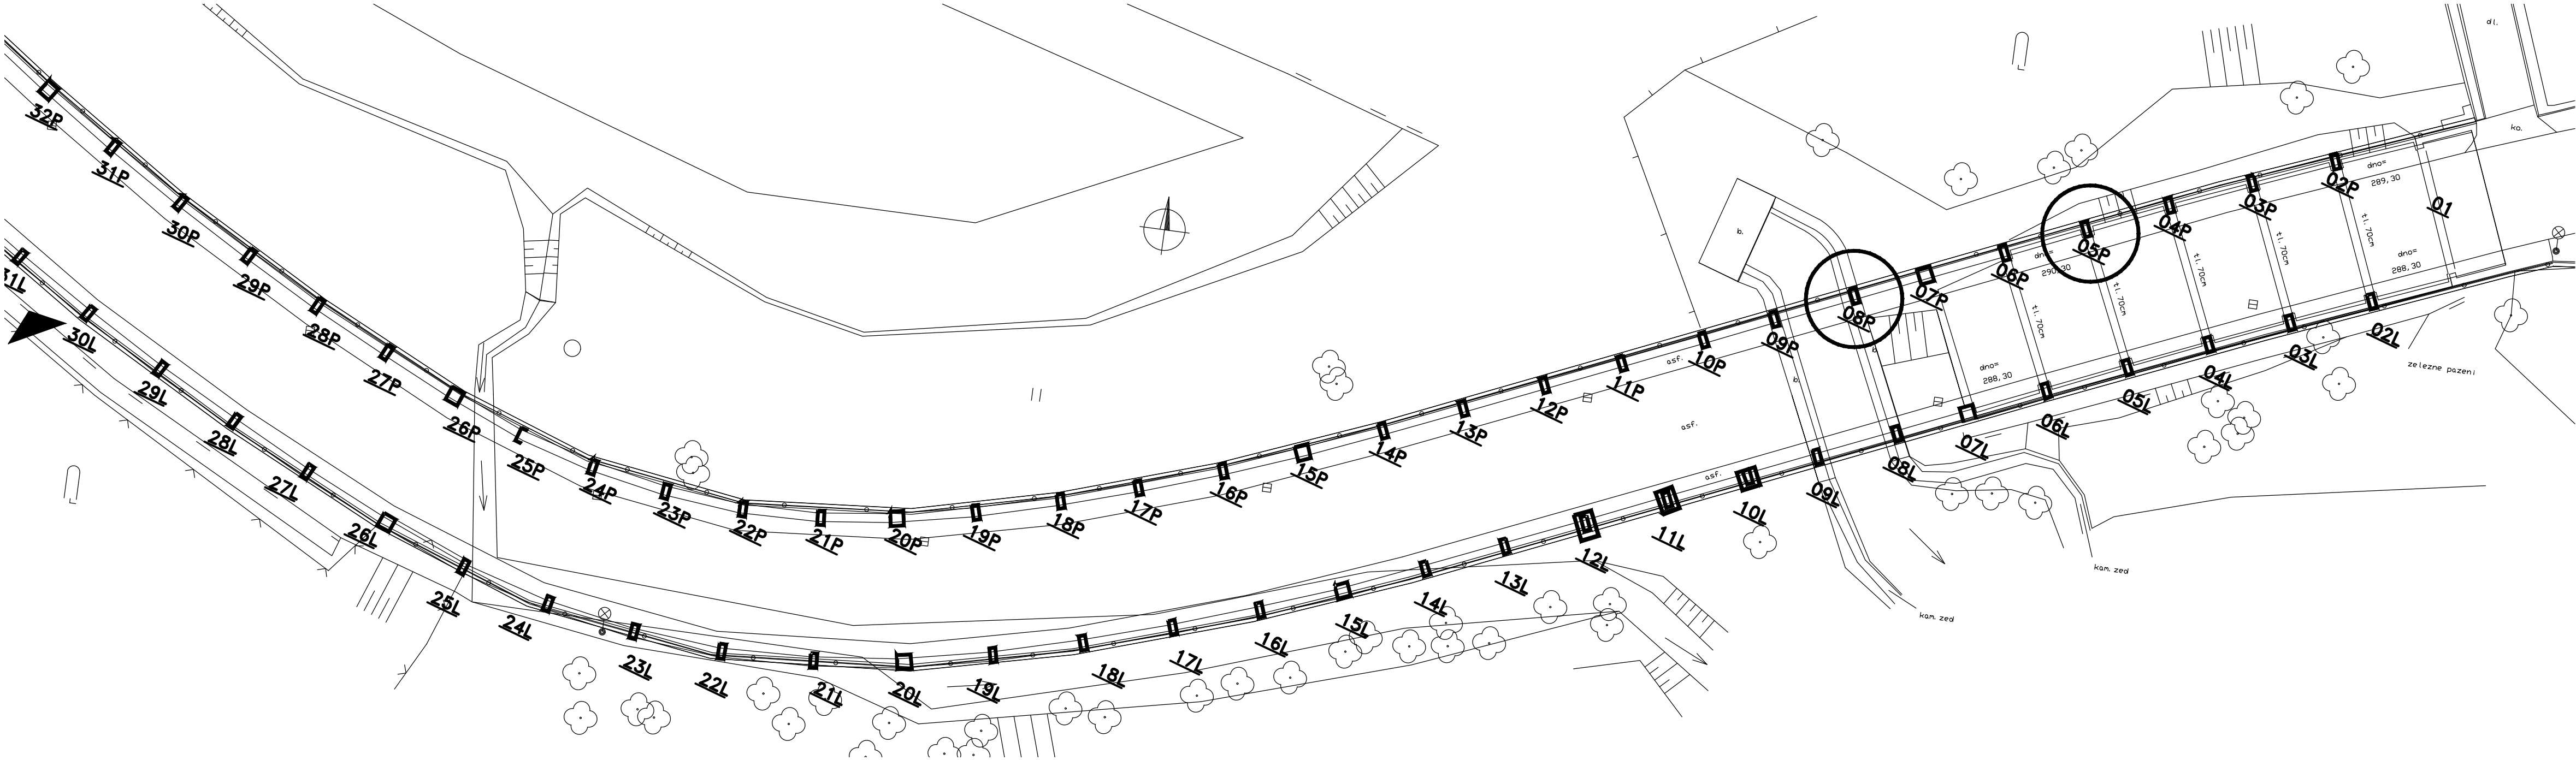 32P
31P
30P
29P
28P
27P
26P
25P
24P
23P
22P
21P
20P
19P
18P
17P
16P
15P
14P
13P
12P
11P
10P
09P
08P
07P
06P
05P
04P
03P
02P
01
31L
30L
29L
28L
27L
26L
25L
24L
23L
22L
21L
20L
19L
18L
17L
16L
15L
14L
13L
12L
11L
10L
09L
08L
07L
06L
05L
04L
03L
02L
dl.
ko.
dno=
289,30
dno=
288,30
dno=
290,30
dno=
288,30
tl.70cm
tl.70cm
tl.70cm
tl.70cm
tl.70cm
b.
b.
b.
asf.
asf.
asf.
zelezne pazeni
kam. zed
kam. zed